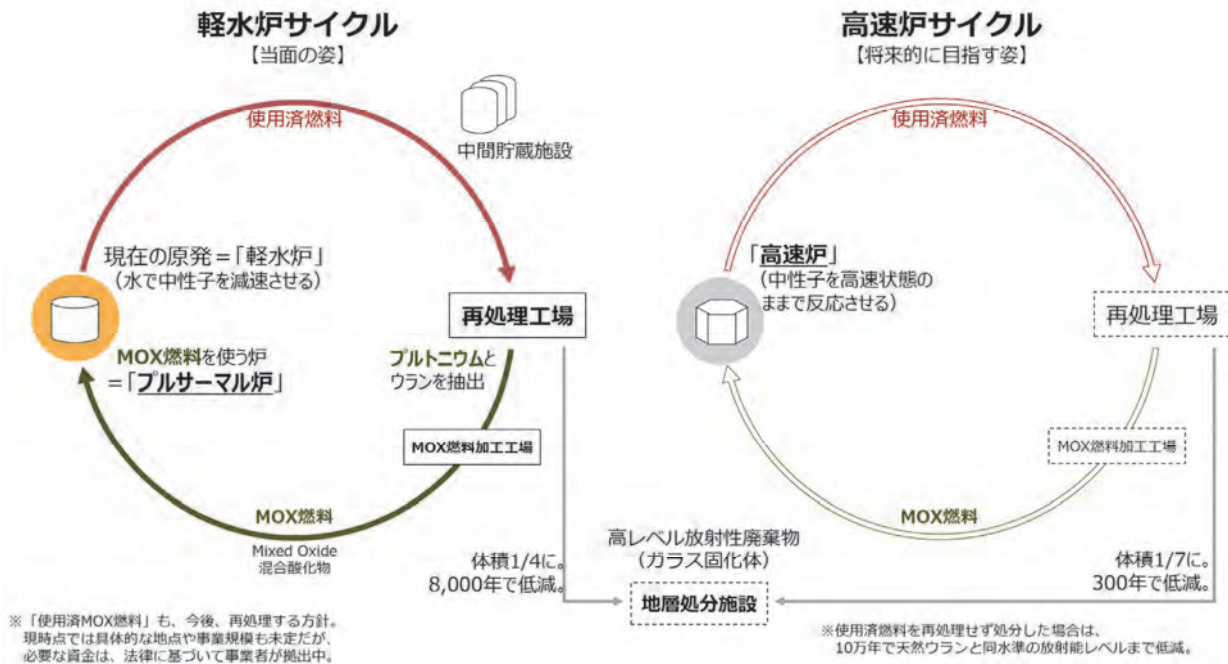 軽水炉サイクル
【当面の姿】
使用済燃料
中間貯蔵施設
現在の原発＝「軽水炉」
（水で中性子を減速させる）
再処理工場
MOX燃料を使う炉
＝「プルサーマル炉」
プルトニウムと
ウランを抽出
MOX燃料加工工場
MOX燃料
Mixed Oxide
混合酸化物
体積1/4に。
8,000年で低減。
※「使用済MOX燃料」も、今後、再処理する方針。
現時点では具体的な地点や事業規模も未定だが、
必要な資金は、法律に基づいて事業者が拠出中。
高レベル放射性廃棄物
（ガラス固化体）
地層処分施設
高速炉サイクル
【将来的に目指す姿】
使用済燃料
「高速炉」
（中性子を高速状態の
ままで反応させる）
再処理工場
MOX燃料加工工場
MOX燃料
体積1/7に。
300年で低減。
※使用済燃料を再処理せず処分した場合は、
10万年で天然ウランと同水準の放射能レベルまで低減。